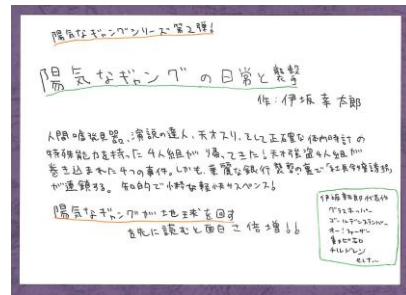 陽気なギャングシリーズ第2弾!
陽気なギャングの日常と襲撃
作:伊坂幸太郎
人間嘘発見器、演説の達人、天才スリ、そして正確な体内時計の
特殊能力を持った4人組が帰ってきた!天才強盗4人組が
巻き込まれた4つの事件。しかも、華麗な銀行襲撃の裏で「社長令嬢誘拐」
が連鎖する。知的で小粋な軽快サスペンス!
陽気なギャングが地球を回す
を先に読むと面白さ倍増!!
伊坂幸太郎代表作
グラスホッパー
ゴールデンスランバー
オー!ファーザー
重力ピエロ
チルドレン
など